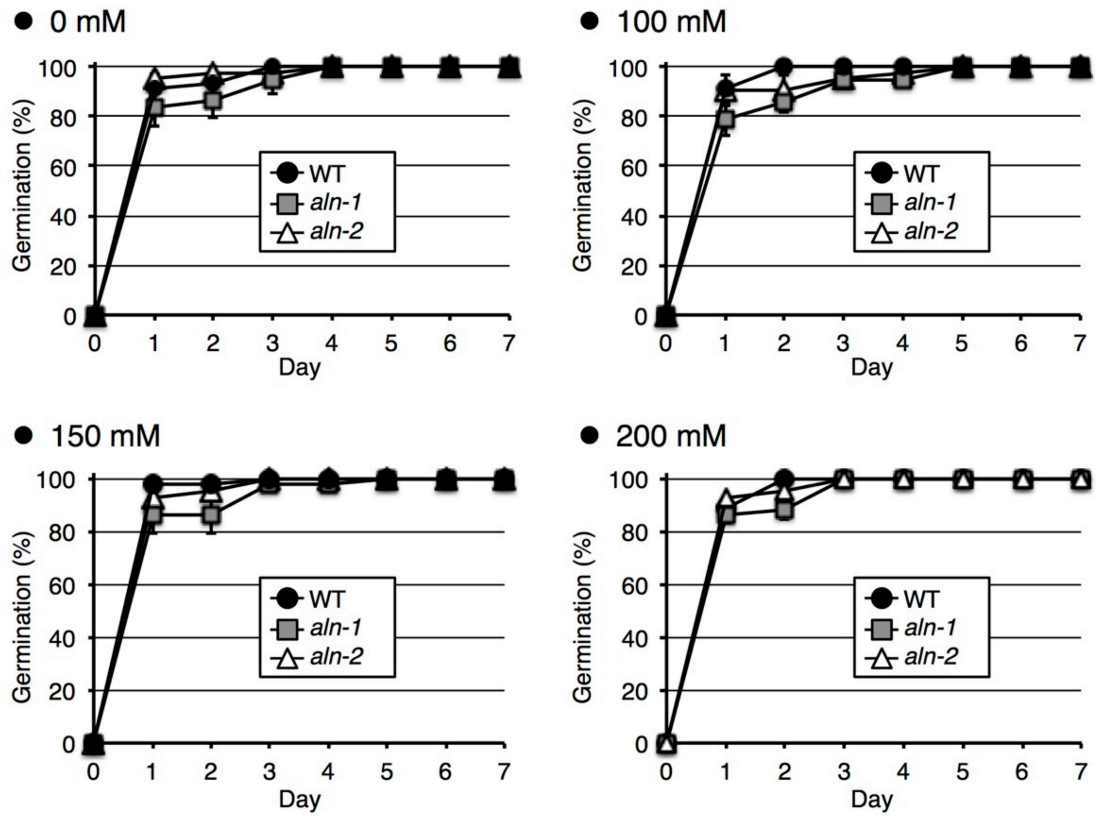 ● 0 mM
100
80
60
40
20
0
Germination (%)
WT
aln-1
aln-2
0 1 2 3 4 5 6 7
Day
● 100 mM
100
80
60
40
20
0
Germination (%)
WT
aln-1
aln-2
0 1 2 3 4 5 6 7
Day
● 150 mM
100
80
60
40
20
0
Germination (%)
WT
aln-1
aln-2
0 1 2 3 4 5 6 7
Day
● 200 mM
100
80
60
40
20
0
Germination (%)
WT
aln-1
aln-2
0 1 2 3 4 5 6 7
Day